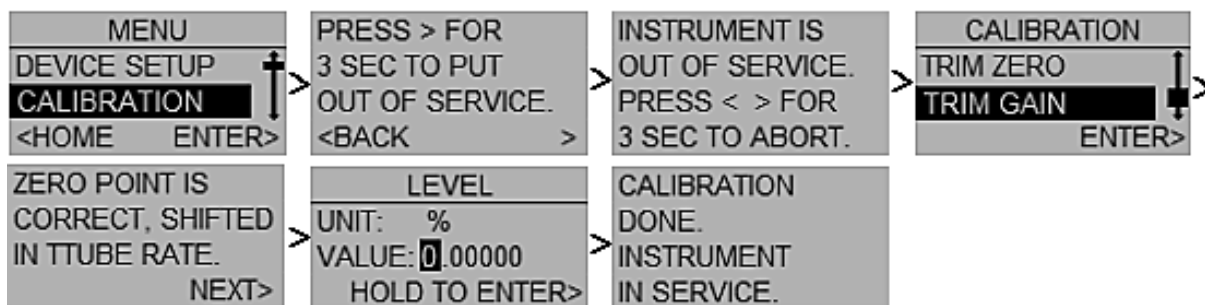 MENU
DEVICE SETUP
CALIBRATION
<HOME ENTER>
>
PRESS > FOR
3 SEC TO PUT
OUT OF SERVICE.
<BACK >
>
INSTRUMENT IS
OUT OF SERVICE.
PRESS < > FOR
3 SEC TO ABORT.
>
CALIBRATION
TRIM ZERO
TRIM GAIN
ENTER>
>
ZERO POINT IS
CORRECT, SHIFTED
IN TTUBE RATE.
NEXT>
>
LEVEL
UNIT: %
VALUE: 0.00000
HOLD TO ENTER>
>
CALIBRATION
DONE.
INSTRUMENT
IN SERVICE.